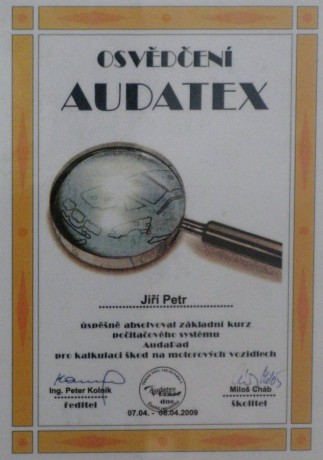 OSVĚDČENÍ
AUDATEX
Jiří Petr
úspěšně absolvoval základní kurz
počítačového systému
AudaPad
pro kalkulaci škod na motorových vozidlech
Ing. Peter Kolník
ředitel
Miloš Cháb
školitel
dne
07.04. - 08.04.2009